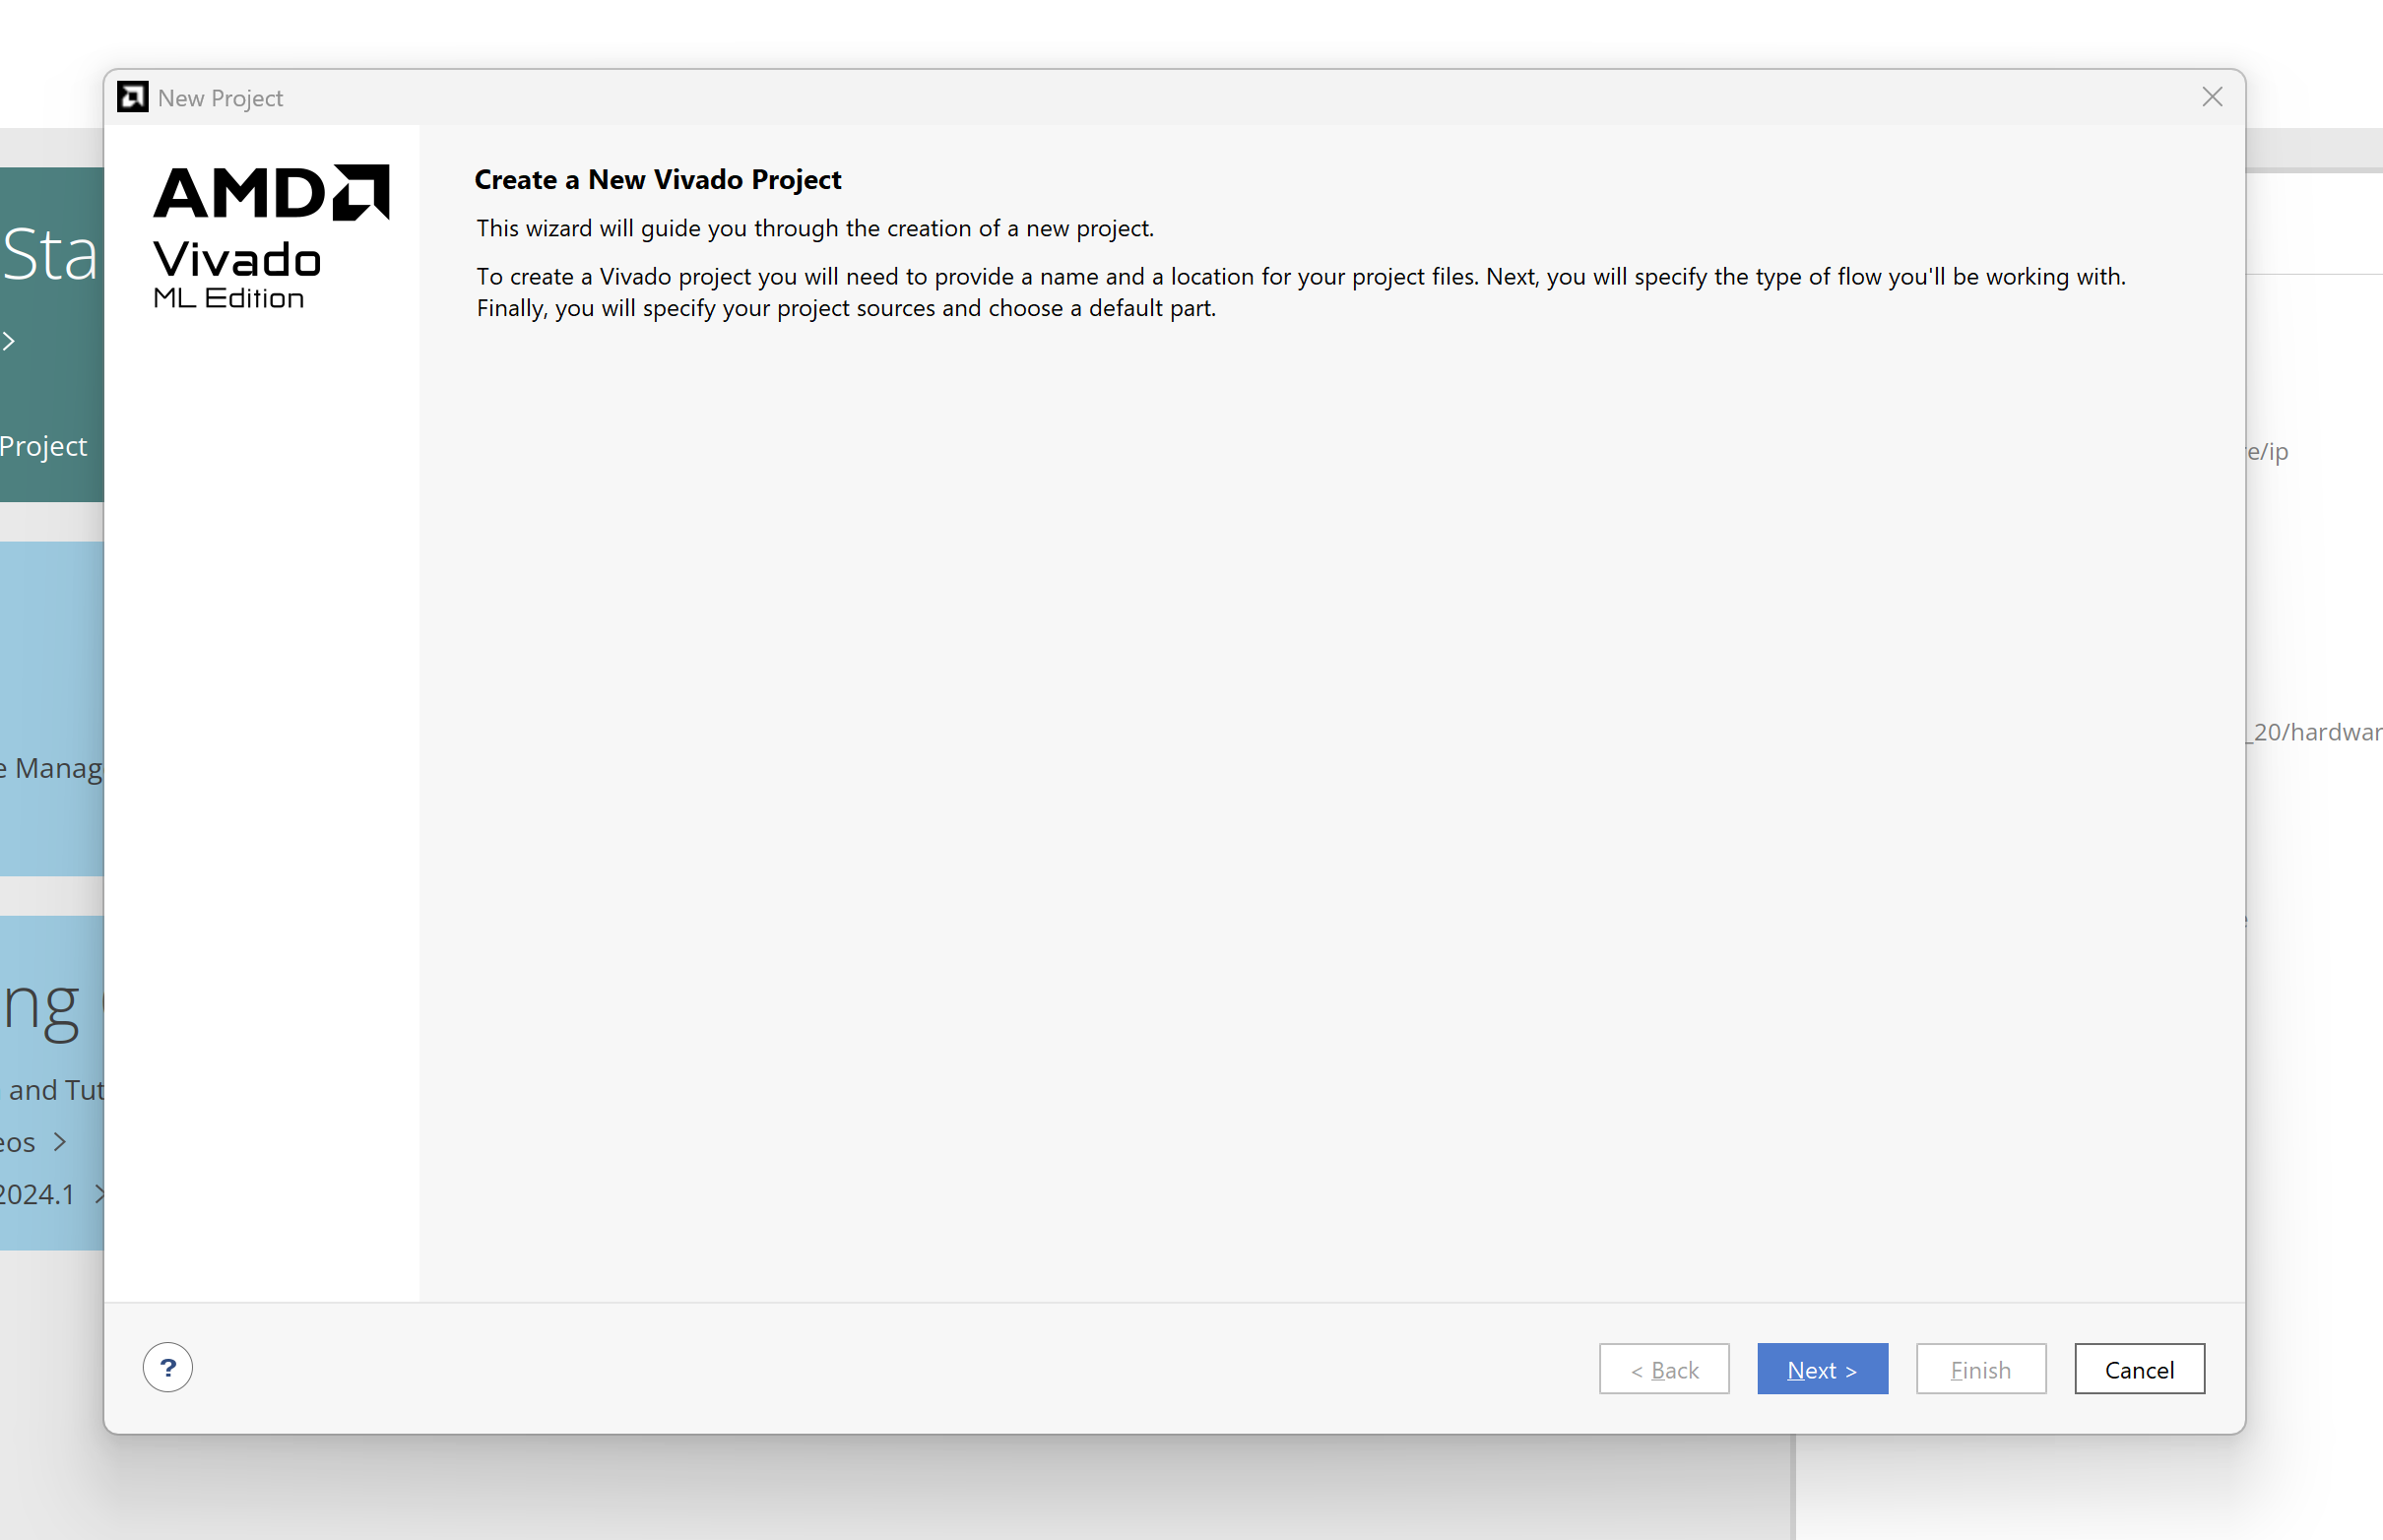 New Project
AMD
Vivado
ML Edition
Create a New Vivado Project
This wizard will guide you through the creation of a new project.
To create a Vivado project you will need to provide a name and a location for your project files. Next, you will specify the type of flow you'll be working with.
Finally, you will specify your project sources and choose a default part.
Sta
>
Project
e Manag
ng
and Tut
eos >
2024.1 >
e/ip
_20/hardwar
?
< Back
Next >
Finish
Cancel